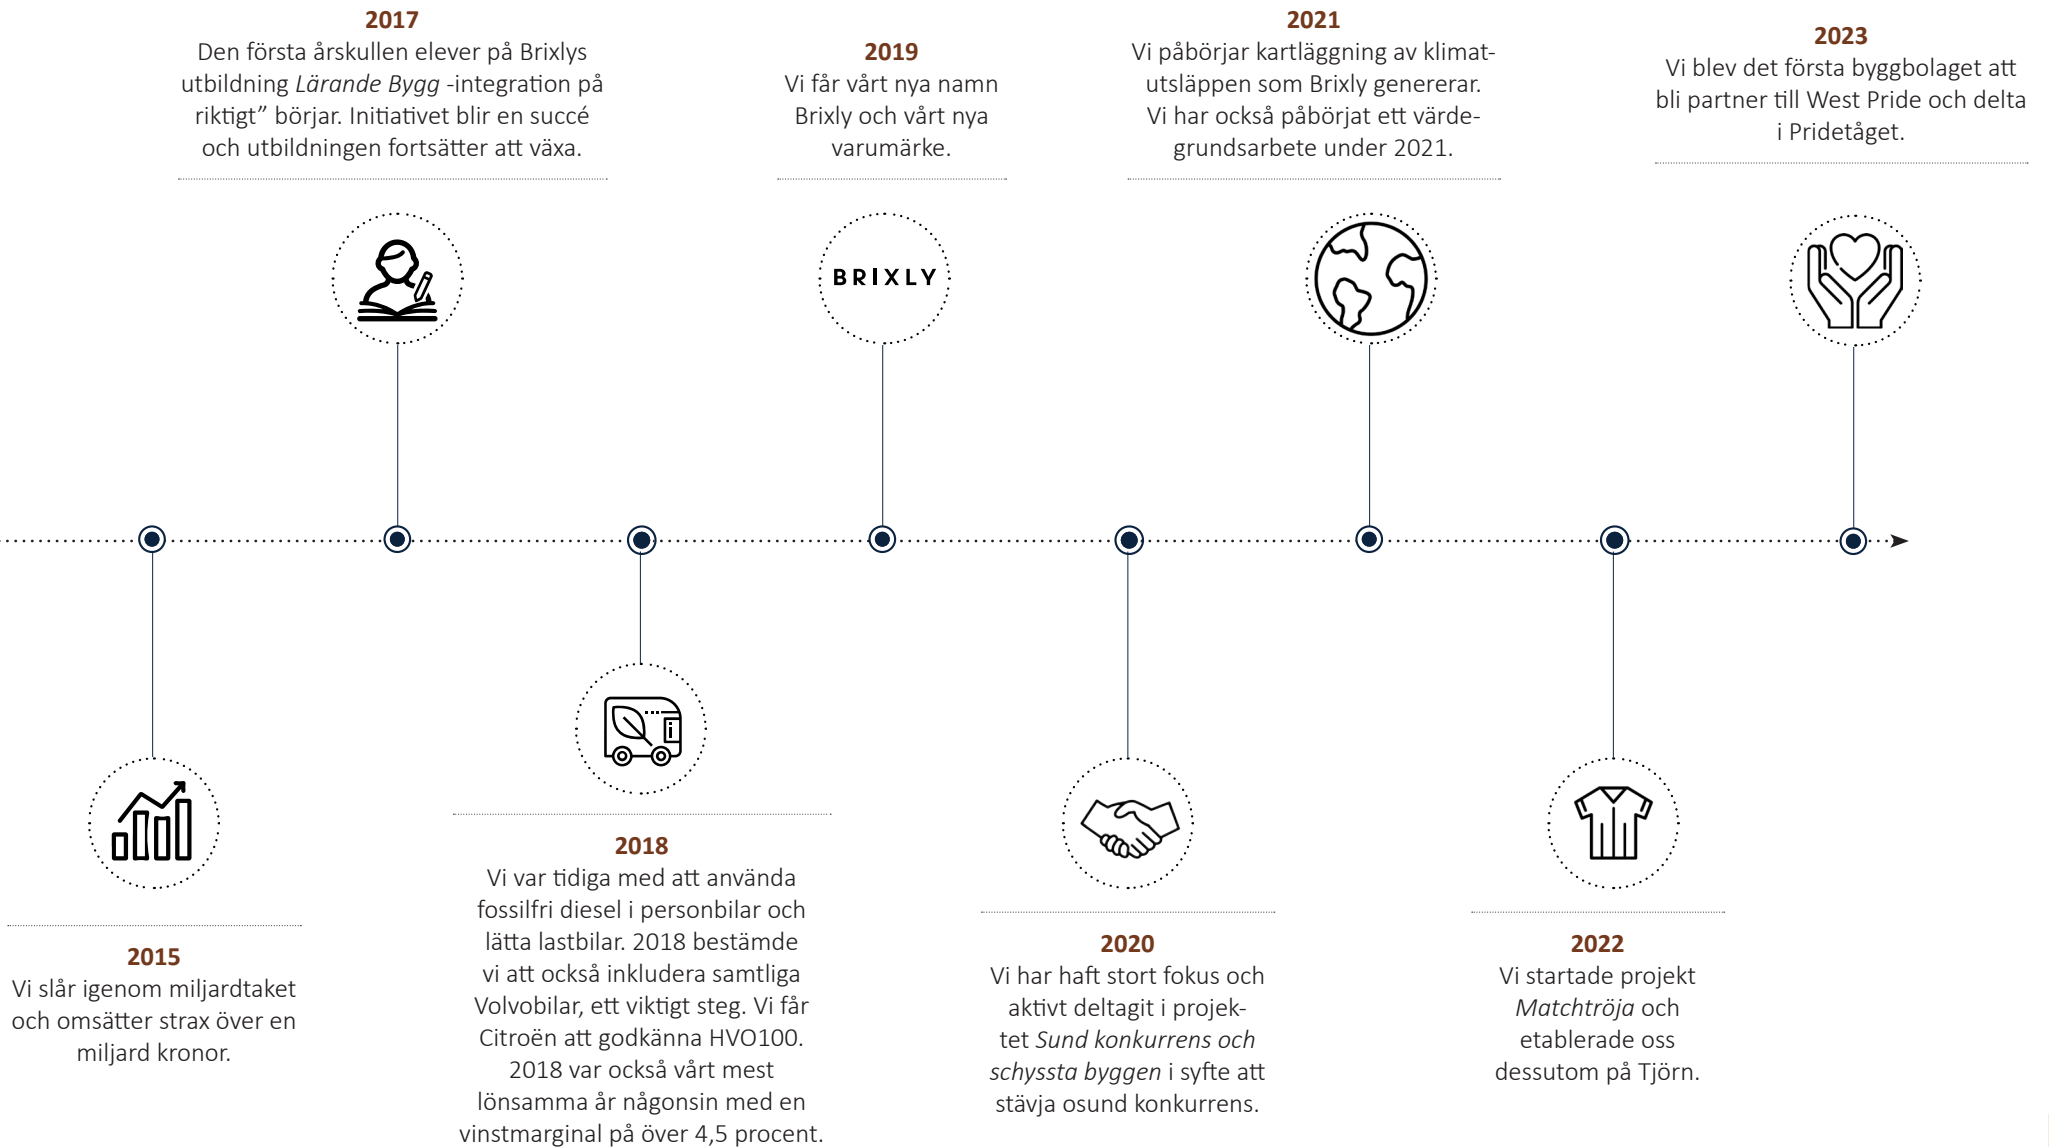 2017
Den första årskullen elever på Brixlys
utbildning Lärande Bygg -integration på
riktigt” börjar. Initiativet blir en succé
och utbildningen fortsätter att växa.
2019
Vi får vårt nya namn
Brixly och vårt nya
varumärke.
2021
Vi påbörjar kartläggning av klimat-
utsläppen som Brixly genererar.
Vi har också påbörjat ett värde-
grundsarbete under 2021.
2023
Vi blev det första byggbolaget att
bli partner till West Pride och delta
i Pridetåget.
BRIXLY
2015
Vi slår igenom miljardtaket
och omsätter strax över en
miljard kronor.
2018
Vi var tidiga med att använda
fossilfri diesel i personbilar och
lätta lastbilar. 2018 bestämde
vi att också inkludera samtliga
Volvobilar, ett viktigt steg. Vi får
Citroën att godkänna HVO100.
2018 var också vårt mest
lönsamma år någonsin med en
vinstmarginal på över 4,5 procent.
2020
Vi har haft stort fokus och
aktivt deltagit i projek-
tet Sund konkurrens och
schyssta byggen i syfte att
stävja osund konkurrens.
2022
Vi startade projekt
Matchtröja och
etablerade oss
dessutom på Tjörn.